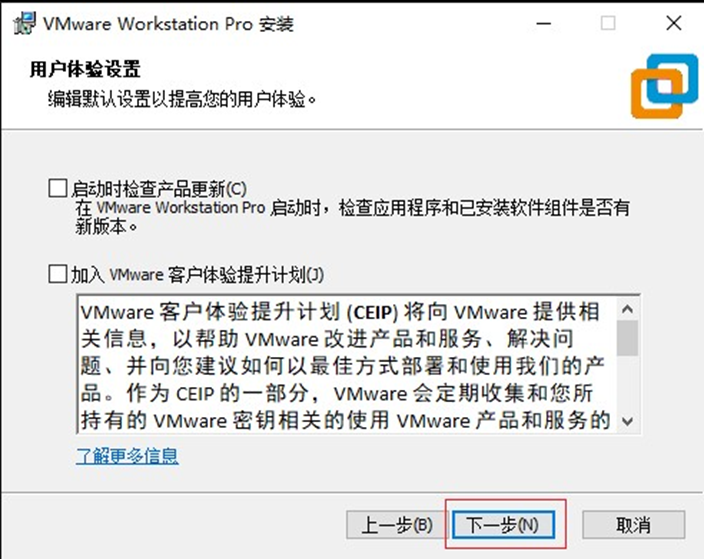 VMware Workstation Pro 安装
用户体验设置
编辑默认设置以提高您的用户体验。
启动时检查产品更新(C)
在 VMware Workstation Pro 启动时，检查应用程序和已安装软件组件是否有
新版本。
加入 VMware 客户体验提升计划(J)
VMware 客户体验提升计划 (CEIP) 将向 VMware 提供相
关信息，以帮助 VMware 改进产品和服务、解决问
题、并向您建议如何以最佳方式部署和使用我们的产
品。作为 CEIP 的一部分，VMware 会定期收集和您所
持有的 VMware 密钥相关的使用 VMware 产品和服务的
了解更多信息
上一步(B) 下一步(N) 取消